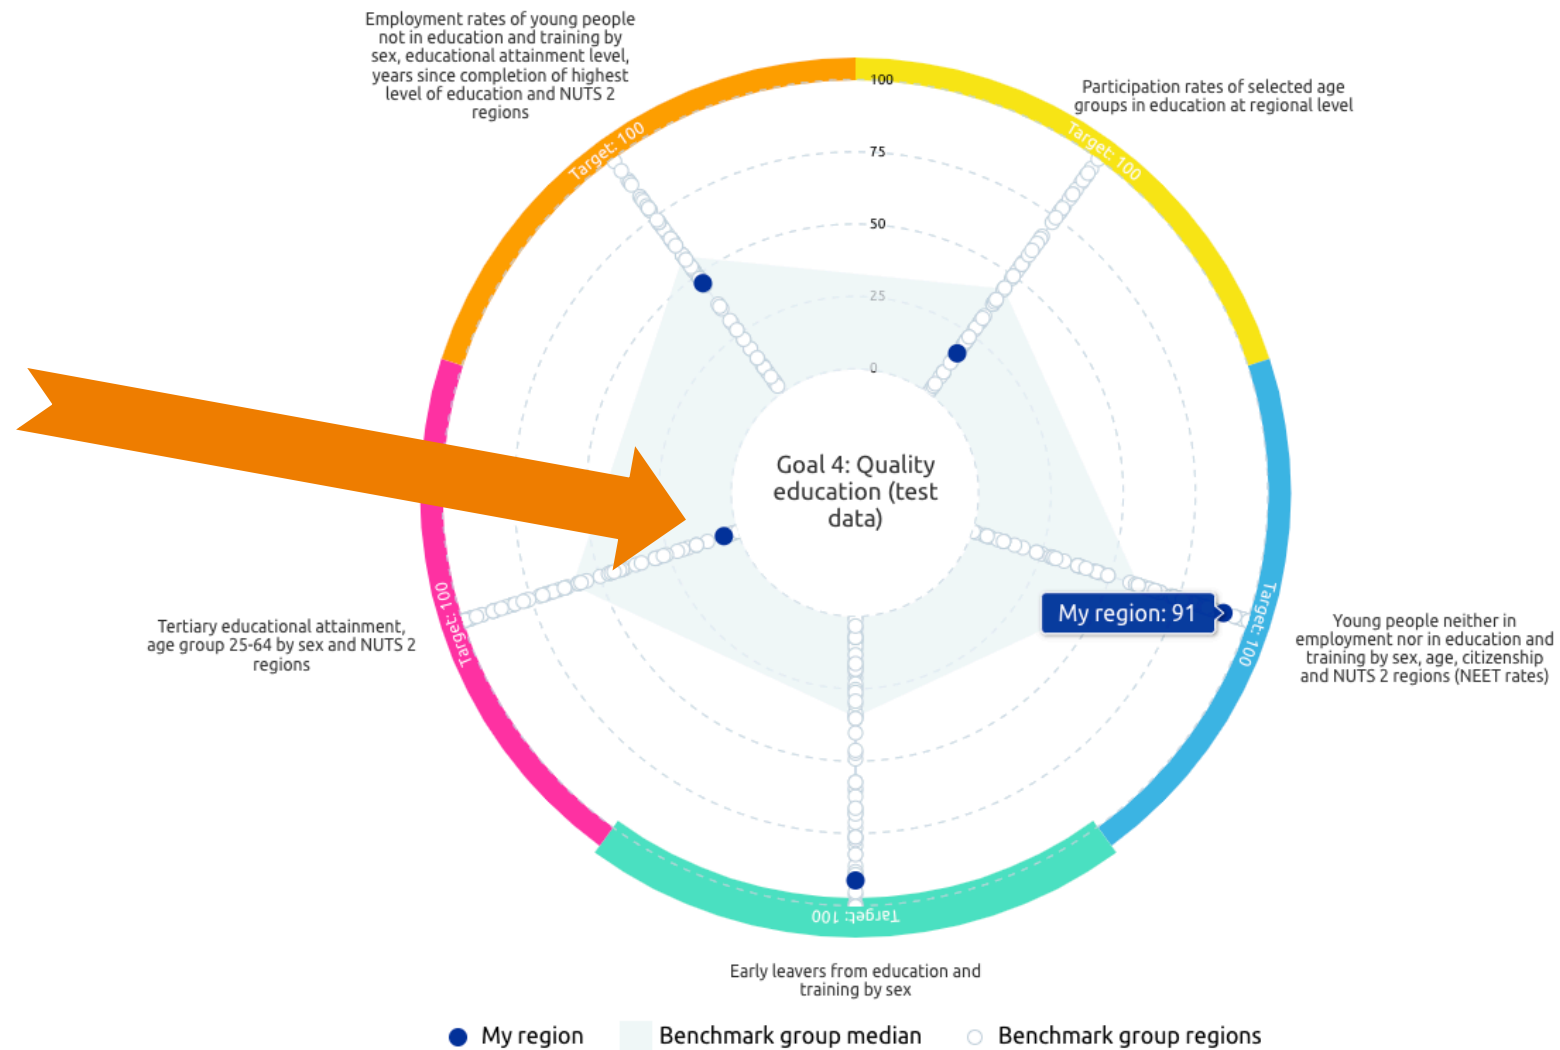 Employment rates of young people
not in education and training by
sex, educational attainment level,
years since completion of highest
level of education and NUTS 2
regions
Participation rates of selected age
groups in education at regional level
100
75
50
25
0
Target: 100
Target: 100
Goal 4: Quality
education (test
data)
My region: 91
Target: 100
Young people neither in
employment nor in education and
training by sex, age, citizenship
and NUTS 2 regions (NEET rates)
Target: 100
Tertiary educational attainment,
age group 25-64 by sex and NUTS 2
regions
Target: 100
Early leavers from education and
training by sex
My region
Benchmark group median
Benchmark group regions